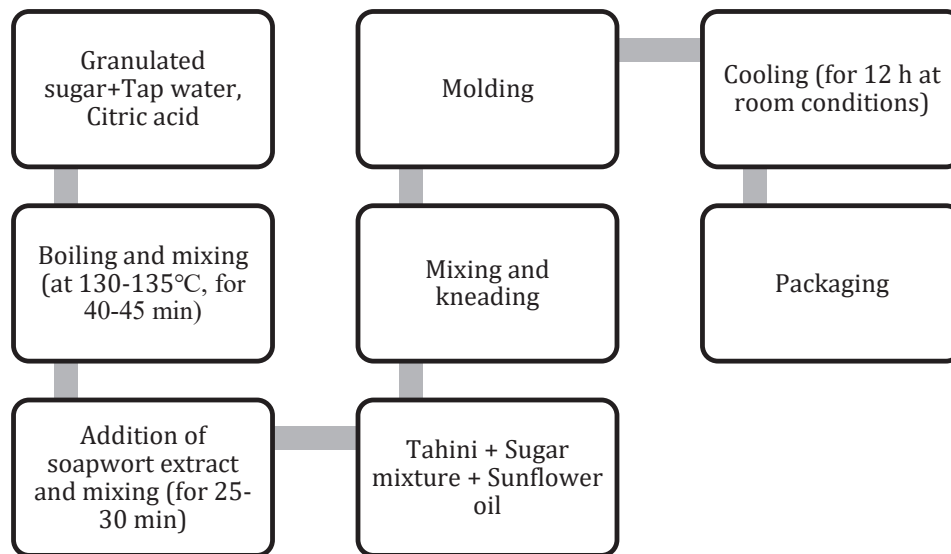 Granulated
sugar+Tap water,
Citric acid
Boiling and mixing
(at 130-135°C, for
40-45 min)
Addition of
soapwort extract
and mixing (for 25-
30 min)
Tahini + Sugar
mixture + Sunflower
oil
Mixing and
kneading
Molding
Cooling (for 12 h at
room conditions)
Packaging